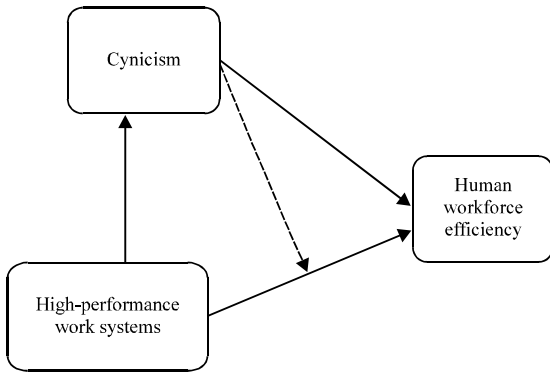 Cynicism
Human
workforce
efficiency
High-performance
work systems